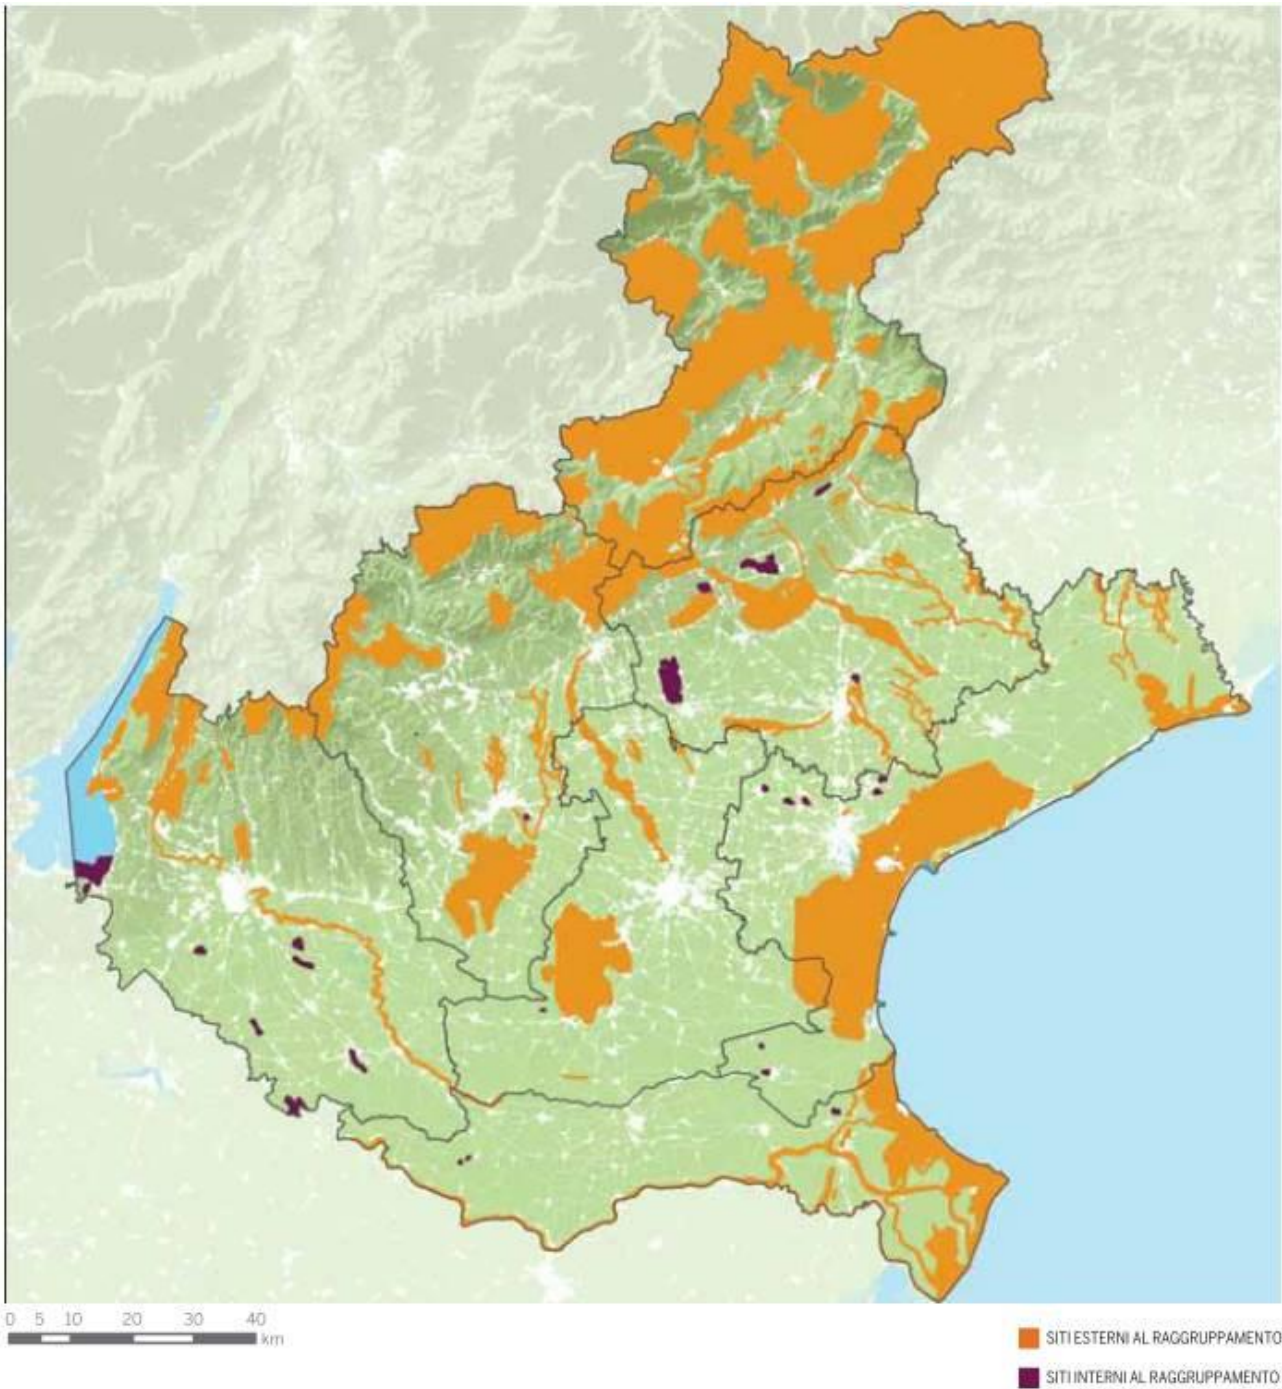 0 5 10 20 30 40
km
SITI ESTERNI AL RAGGRUPPAMENTO
SITI INTERNI AL RAGGRUPPAMENTO